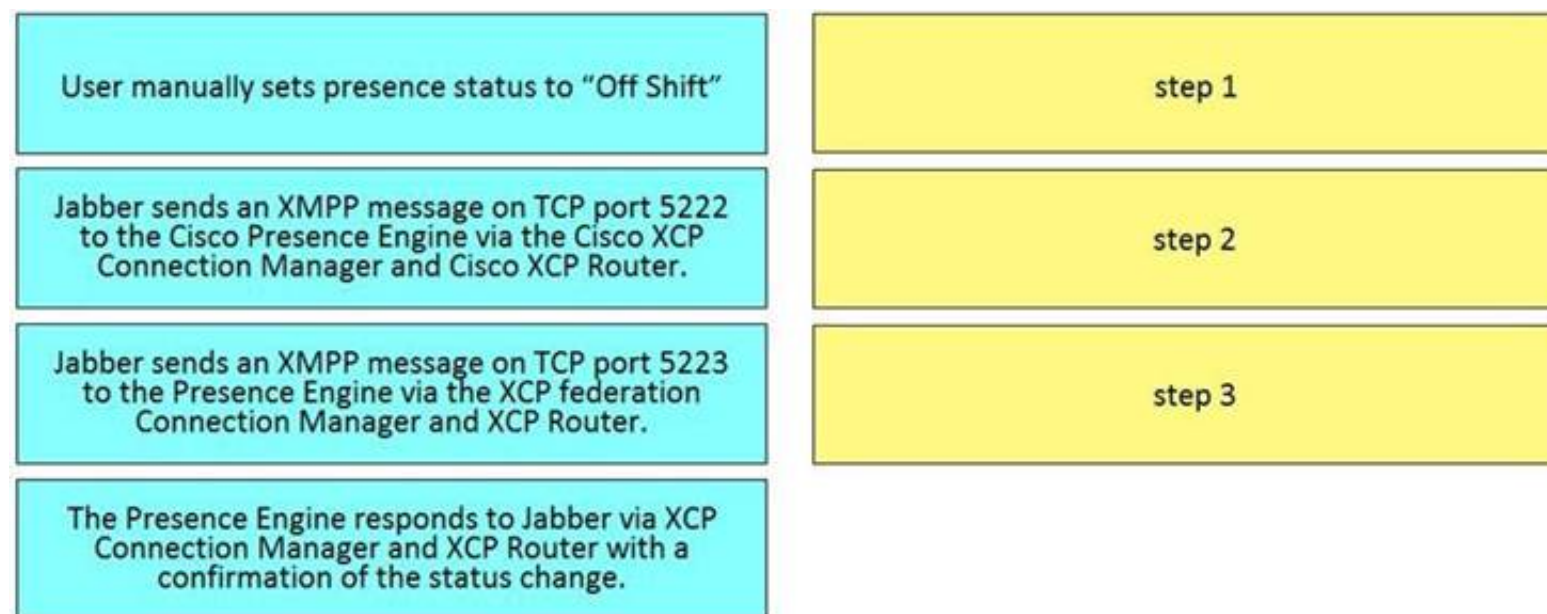 User manually sets presence status to “Off Shift”
step 1
Jabber sends an XMPP message on TCP port 5222
to the Cisco Presence Engine via the Cisco XCP
Connection Manager and Cisco XCP Router.
step 2
Jabber sends an XMPP message on TCP port 5223
to the Presence Engine via the XCP federation
Connection Manager and XCP Router.
step 3
The Presence Engine responds to Jabber via XCP
Connection Manager and XCP Router with a
confirmation of the status change.